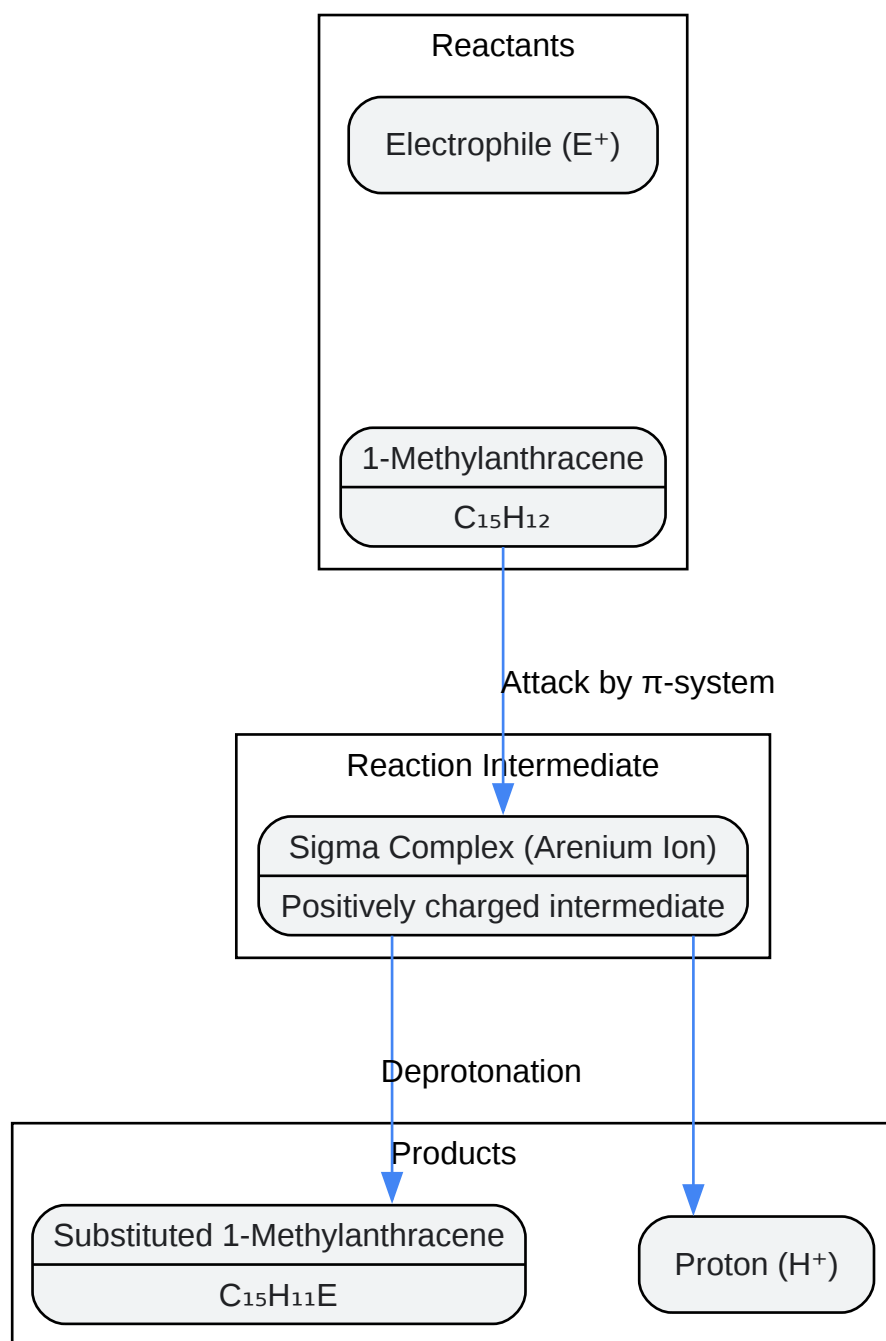 Reactants
Electrophile (E⁺)
1-Methylanthracene
C₁₅H₁₂
Attack by π-system
Reaction Intermediate
Sigma Complex (Arenium Ion)
Positively charged intermediate
Deprotonation
Products
Substituted 1-Methylanthracene
C₁₅H₁₁E
Proton (H⁺)